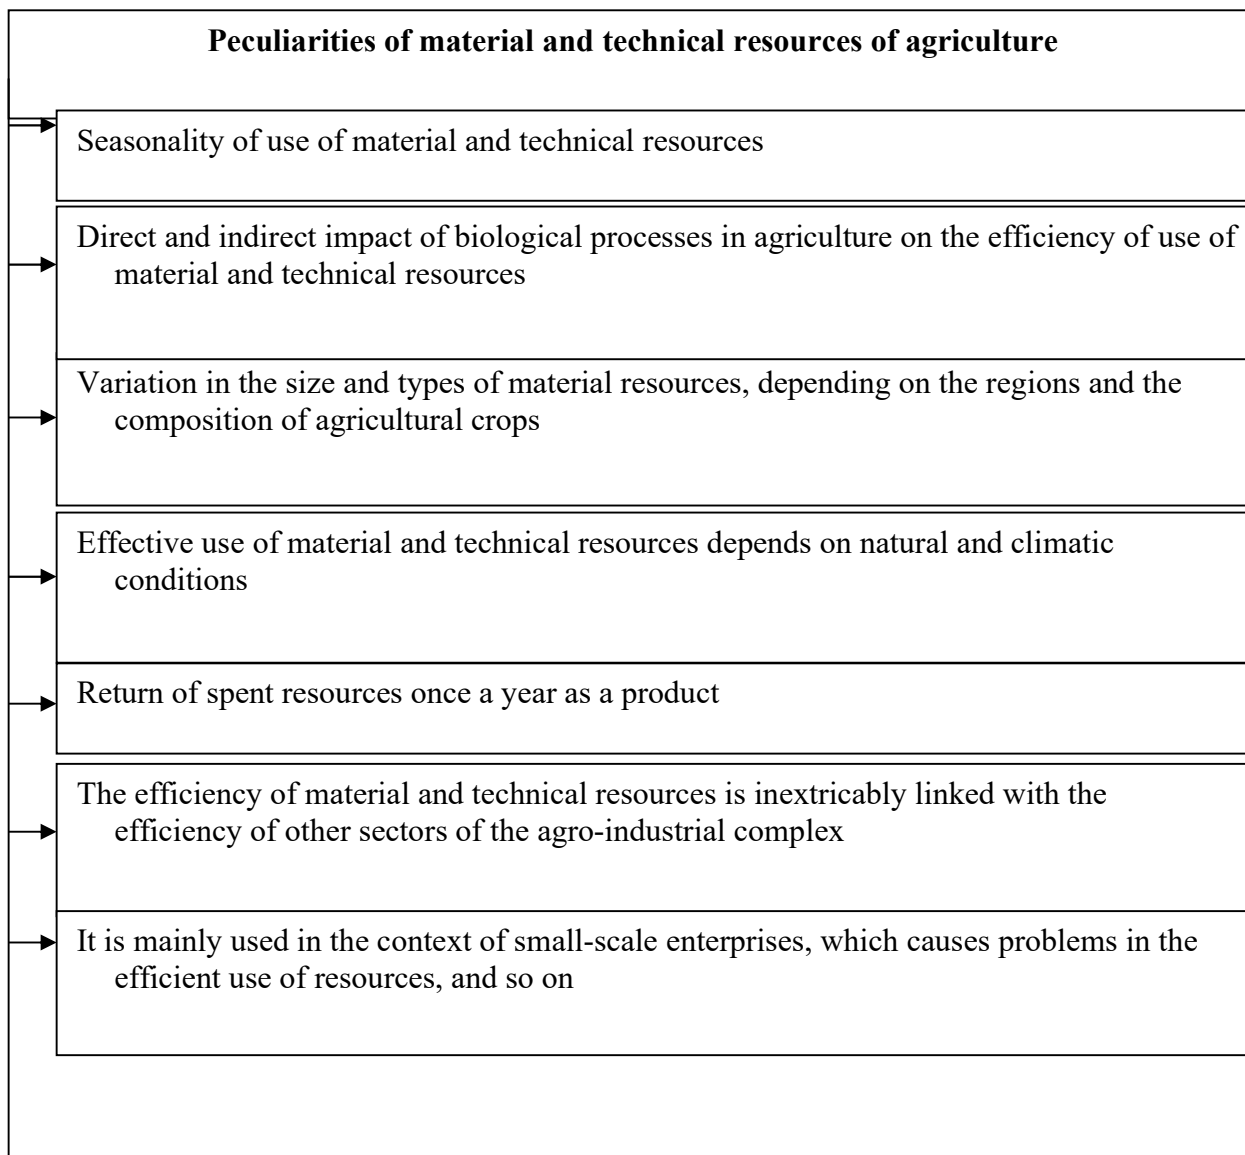 Peculiarities of material and technical resources of agriculture
Seasonality of use of material and technical resources
Direct and indirect impact of biological processes in agriculture on the efficiency of use of
material and technical resources
Variation in the size and types of material resources, depending on the regions and the
composition of agricultural crops
Effective use of material and technical resources depends on natural and climatic
conditions
Return of spent resources once a year as a product
The efficiency of material and technical resources is inextricably linked with the
efficiency of other sectors of the agro-industrial complex
It is mainly used in the context of small-scale enterprises, which causes problems in the
efficient use of resources, and so on